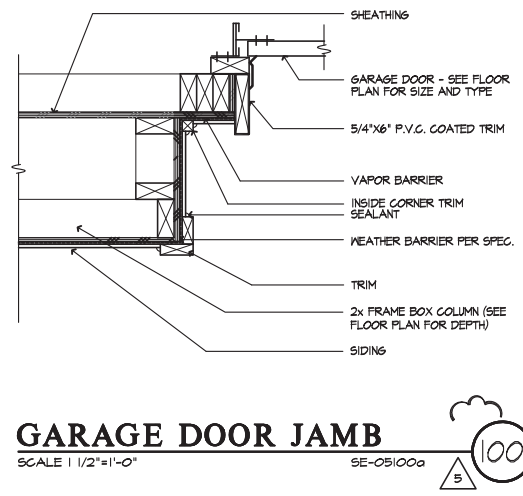 SHEATHING
GARAGE DOOR - SEE FLOOR
PLAN FOR SIZE AND TYPE
5/4"X6" P.V.C. COATED TRIM
VAPOR BARRIER
INSIDE CORNER TRIM
SEALANT
WEATHER BARRIER PER SPEC.
TRIM
2x FRAME BOX COLUMN (SEE
FLOOR PLAN FOR DEPTH)
SIDING
GARAGE DOOR JAMB
SCALE 1 1/2"=1'-0"
SE-05100a
5
100